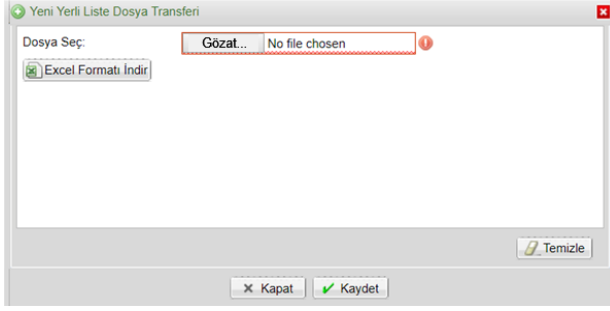 Yeni Yerli Liste Dosya Transferi
Dosya Seç: Gözat... No file chosen
Excel Formatı İndir
Temizle
Kapat Kaydet